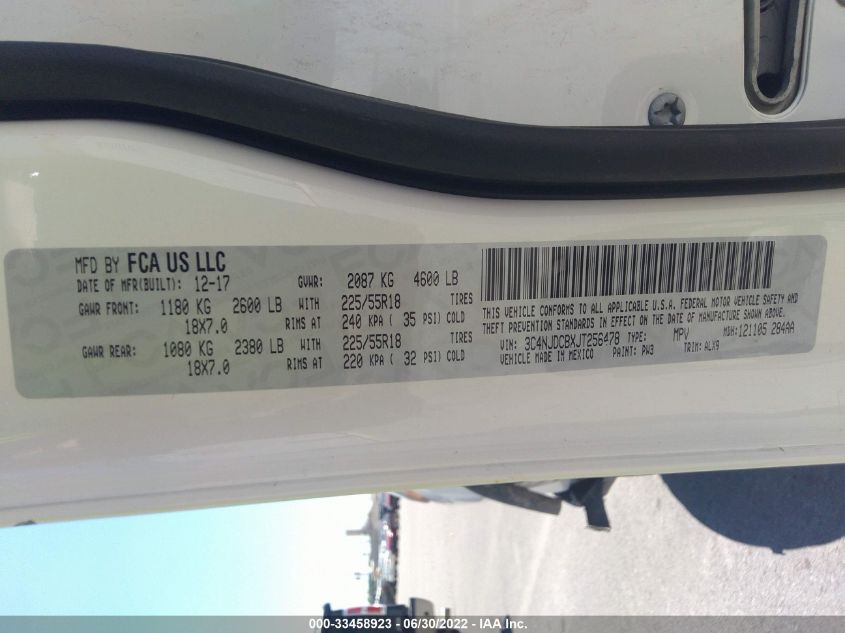 MFD BY FCA US LLC
DATE OF MFR(BUILT): 12-17 GVWR: 2087 KG 4600 LB
GAWR FRONT: 1180 KG 2600 LB WITH 225/55R18 TIRES
18X7.0 RIMS AT 240 KPA ( 35 PSI) COLD
GAWR REAR: 1080 KG 2380 LB WITH 225/55R18 TIRES
18X7.0 RIMS AT 220 KPA ( 32 PSI) COLD
THIS VEHICLE CONFORMS TO ALL APPLICABLE U.S.A. FEDERAL MOTOR VEHICLE SAFETY AND
THEFT PREVENTION STANDARDS IN EFFECT ON THE DATE OF MANUFACTURE SHOWN ABOVE.
VIN: 3C4NJDCBXJT256478 TYPE: MPV MDH: 121105 284AA
VEHICLE MADE IN MEXICO PAINT: PW3 TRIM: ALX9
000-33458923 - 06/30/2022 - IAA Inc.